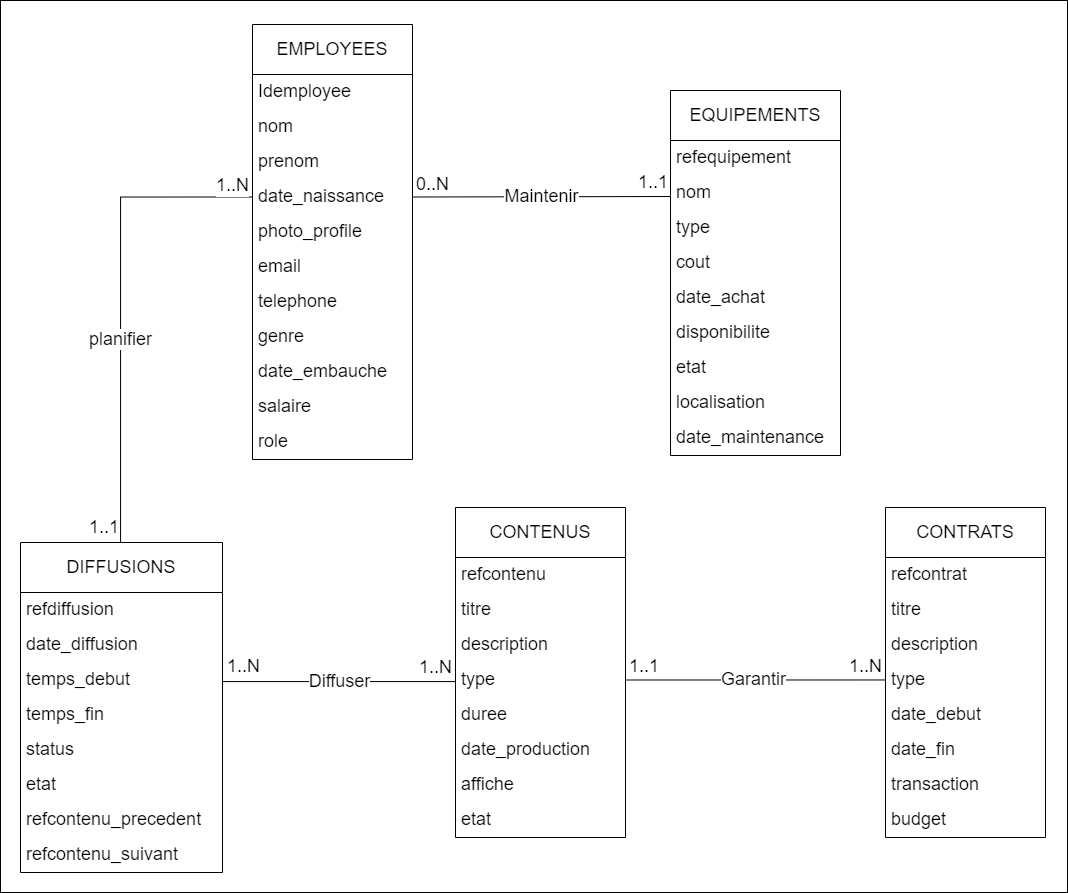 EMPLOYEES
Idemployee
nom
prenom
date_naissance
photo_profile
email
telephone
genre
date_embauche
salaire
role
1..N
planifier
1..1
0..N
Maintenir
1..1
EQUIPEMENTS
refequipement
nom
type
cout
date_achat
disponibilite
etat
localisation
date_maintenance
DIFFUSIONS
refdiffusion
date_diffusion
temps_debut
temps_fin
status
etat
refcontenu_precedent
refcontenu_suivant
1..N
Diffuser
1..N
CONTENUS
refcontenu
titre
description
type
duree
date_production
affiche
etat
1..1
Garantir
1..N
CONTRATS
refcontrat
titre
description
type
date_debut
date_fin
transaction
budget